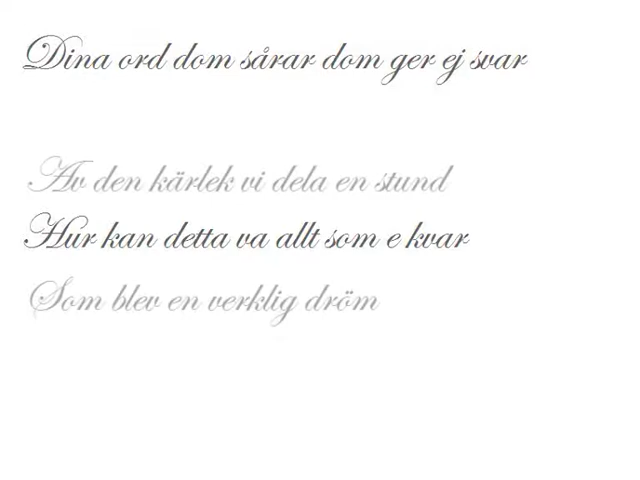 Dina ord dom sårar dom ger ej svar
Av den kärlek vi dela en stund
Hur kan detta va allt som e kvar
Som blev en verklig dröm